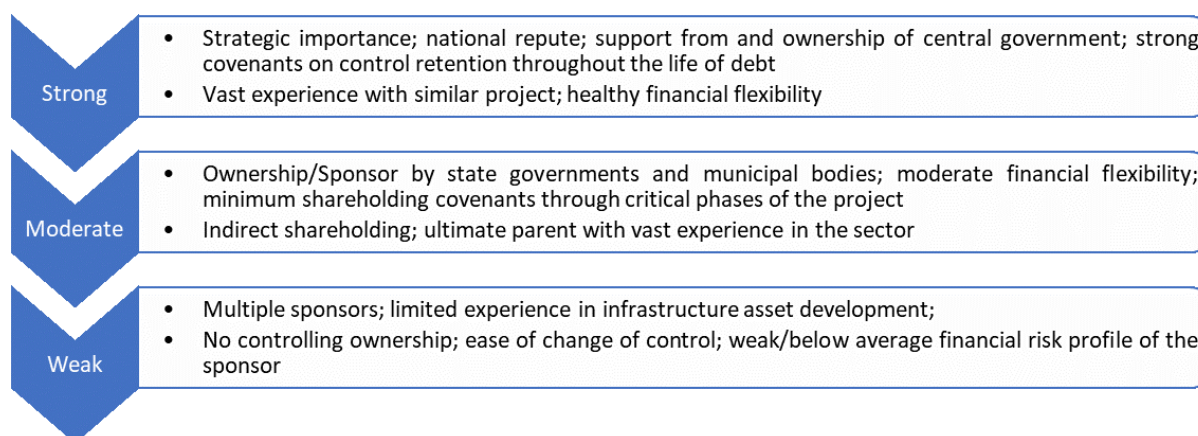 Strong
• Strategic importance; national repute; support from and ownership of central government; strong
covenants on control retention throughout the life of debt
• Vast experience with similar project; healthy financial flexibility
Moderate
• Ownership/Sponsor by state governments and municipal bodies; moderate financial flexibility;
minimum shareholding covenants through critical phases of the project
• Indirect shareholding; ultimate parent with vast experience in the sector
Weak
• Multiple sponsors; limited experience in infrastructure asset development;
• No controlling ownership; ease of change of control; weak/below average financial risk profile of the
sponsor